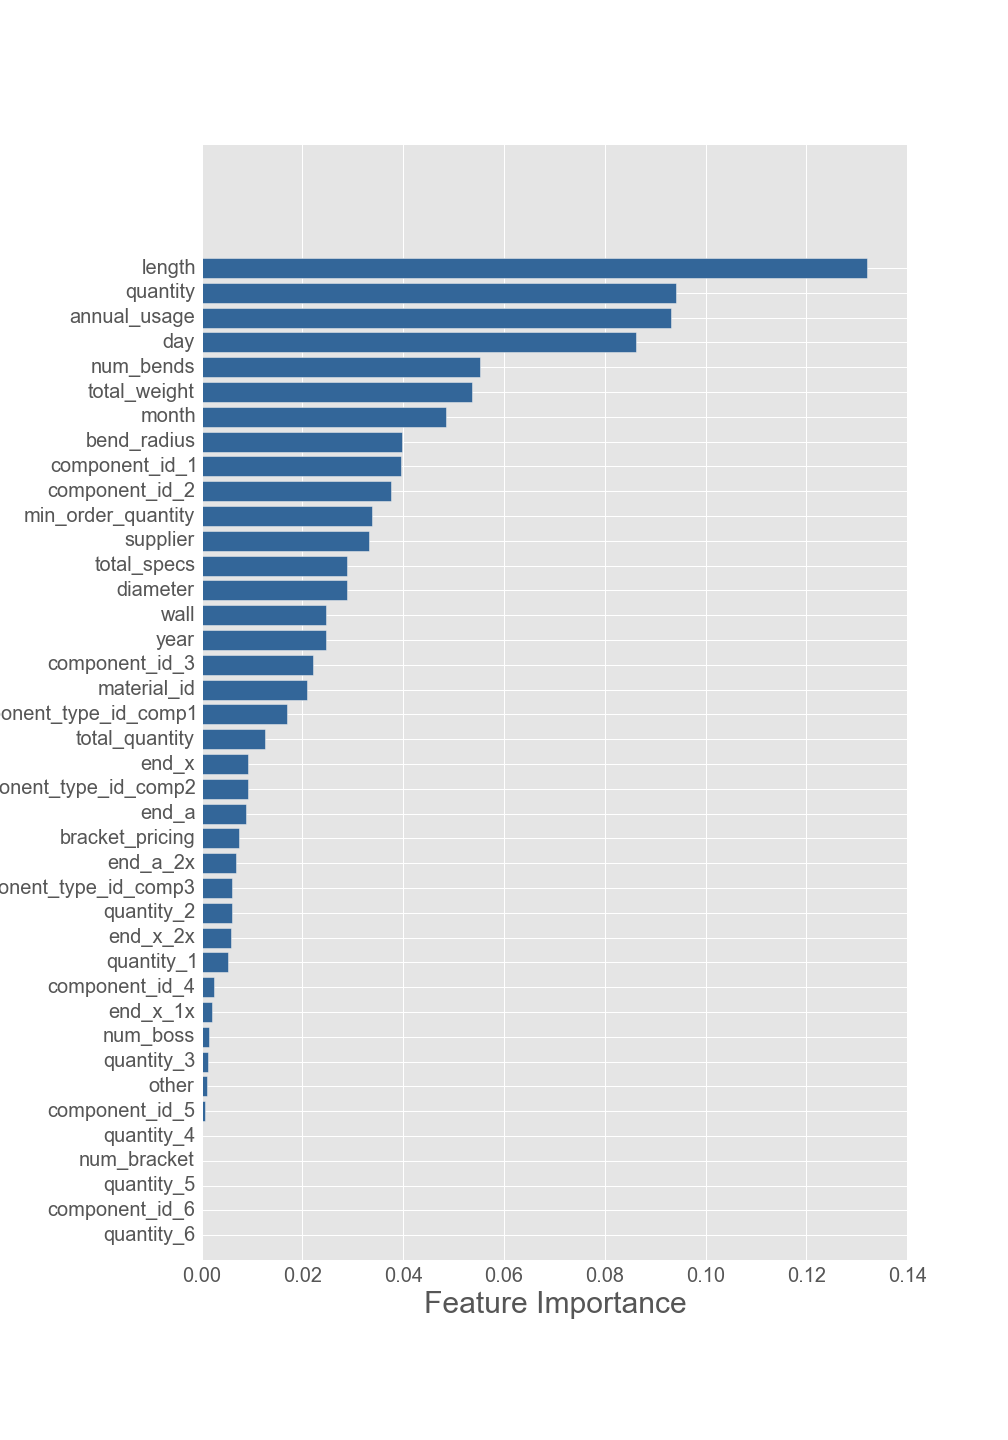 length
quantity
annual_usage
day
num_bends
total_weight
month
bend_radius
component_id_1
component_id_2
min_order_quantity
supplier
total_specs
diameter
wall
year
component_id_3
material_id
onent_type_id_comp1
total_quantity
end_x
onent_type_id_comp2
end_a
bracket_pricing
end_a_2x
onent_type_id_comp3
quantity_2
end_x_2x
quantity_1
component_id_4
end_x_1x
num_boss
quantity_3
other
component_id_5
quantity_4
num_bracket
quantity_5
component_id_6
quantity_6
0.00 0.02 0.04 0.06 0.08 0.10 0.12 0.14
Feature Importance